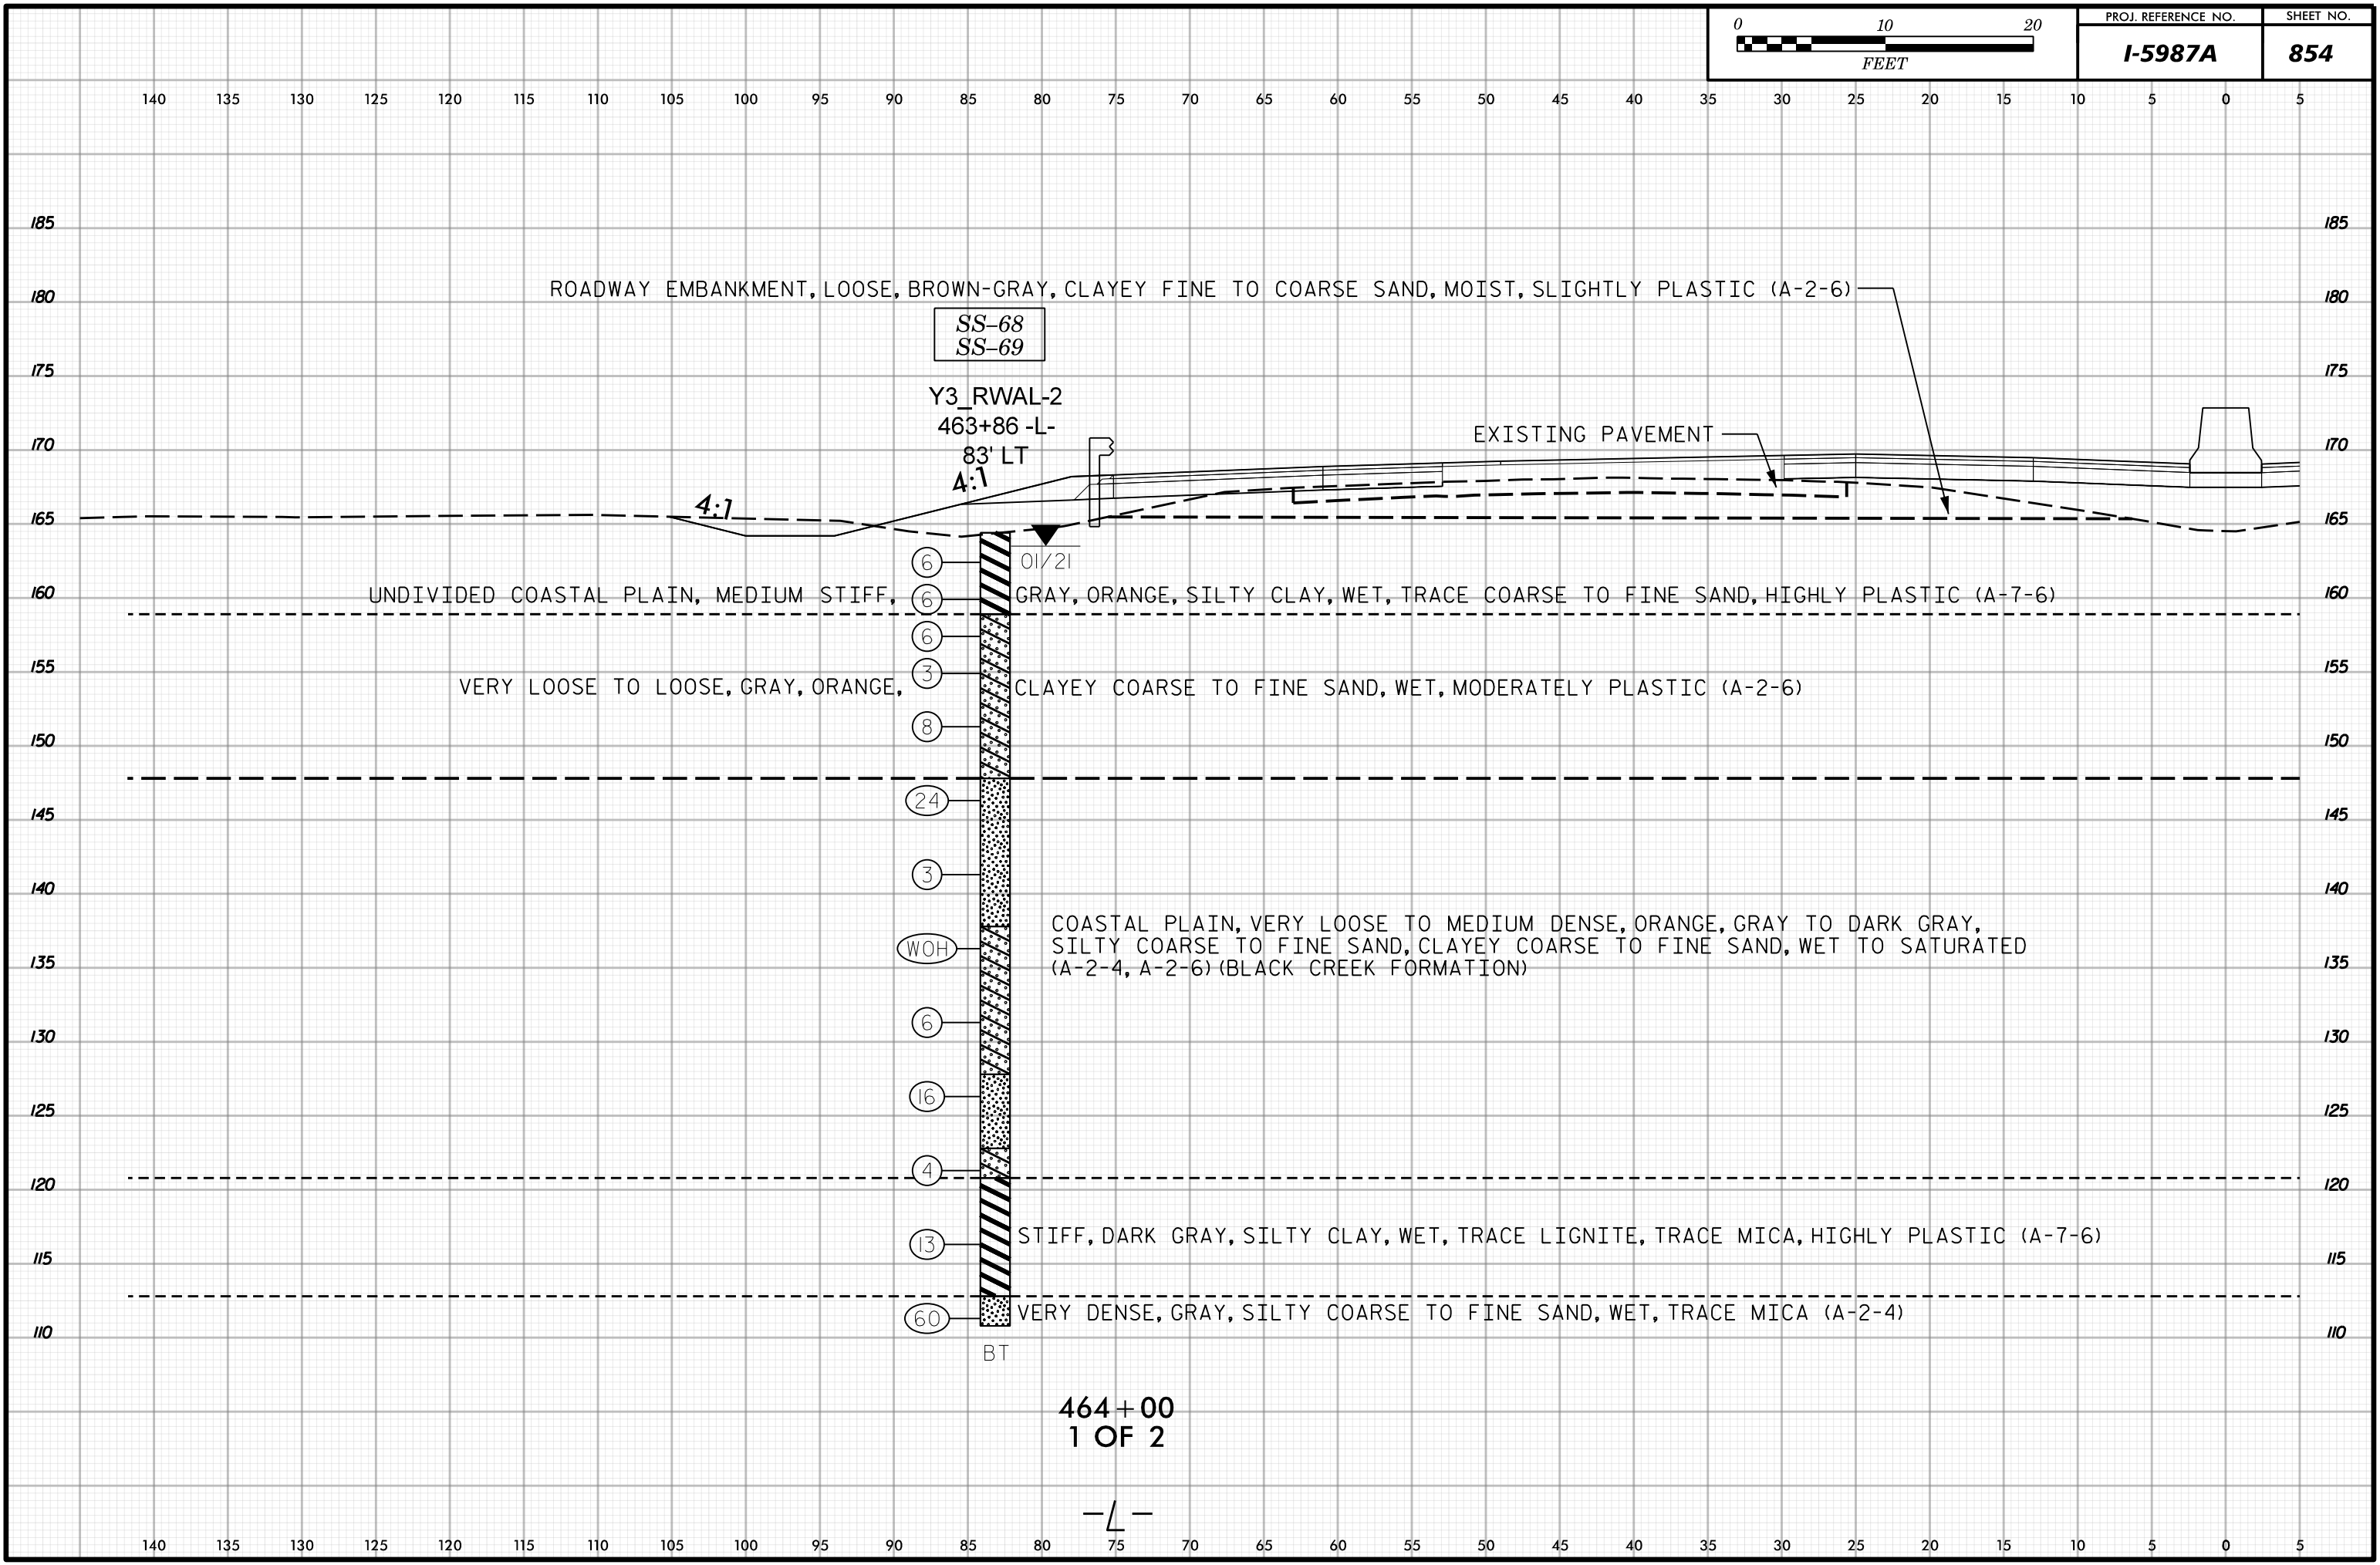 0 10 20
FEET
PROJ. REFERENCE NO.
SHEET NO.
I-5987A
854
140 135 130 125 120 115 110 105 100 95 90 85 80 75 70 65 60 55 50 45 40 35 30 25 20 15 10 5 0 5
185 185
ROADWAY EMBANKMENT, LOOSE, BROWN-GRAY, CLAYEY FINE TO COARSE SAND, MOIST, SLIGHTLY PLASTIC (A-2-6)
180 180
SS-68
SS-69
175 175
Y3_RWAL-2
463+86 -L-
83' LT
EXISTING PAVEMENT
170 170
4:1
4:1
165 165
01/21
6
UNDIVIDED COASTAL PLAIN, MEDIUM STIFF, 6 GRAY, ORANGE, SILTY CLAY, WET, TRACE COARSE TO FINE SAND, HIGHLY PLASTIC (A-7-6)
160 160
6
155 155
3
VERY LOOSE TO LOOSE, GRAY, ORANGE, CLAYEY COARSE TO FINE SAND, WET, MODERATELY PLASTIC (A-2-6)
8
150 150
24
145 145
3
140 140
COASTAL PLAIN, VERY LOOSE TO MEDIUM DENSE, ORANGE, GRAY TO DARK GRAY,
WOH
SILTY COARSE TO FINE SAND, CLAYEY COARSE TO FINE SAND, WET TO SATURATED
(A-2-4, A-2-6) (BLACK CREEK FORMATION)
135 135
6
130 130
16
125 125
4
120 120
13
STIFF, DARK GRAY, SILTY CLAY, WET, TRACE LIGNITE, TRACE MICA, HIGHLY PLASTIC (A-7-6)
115 115
60
VERY DENSE, GRAY, SILTY COARSE TO FINE SAND, WET, TRACE MICA (A-2-4)
110 110
BT
464+00
1 OF 2
-L-
140 135 130 125 120 115 110 105 100 95 90 85 80 75 70 65 60 55 50 45 40 35 30 25 20 15 10 5 0 5